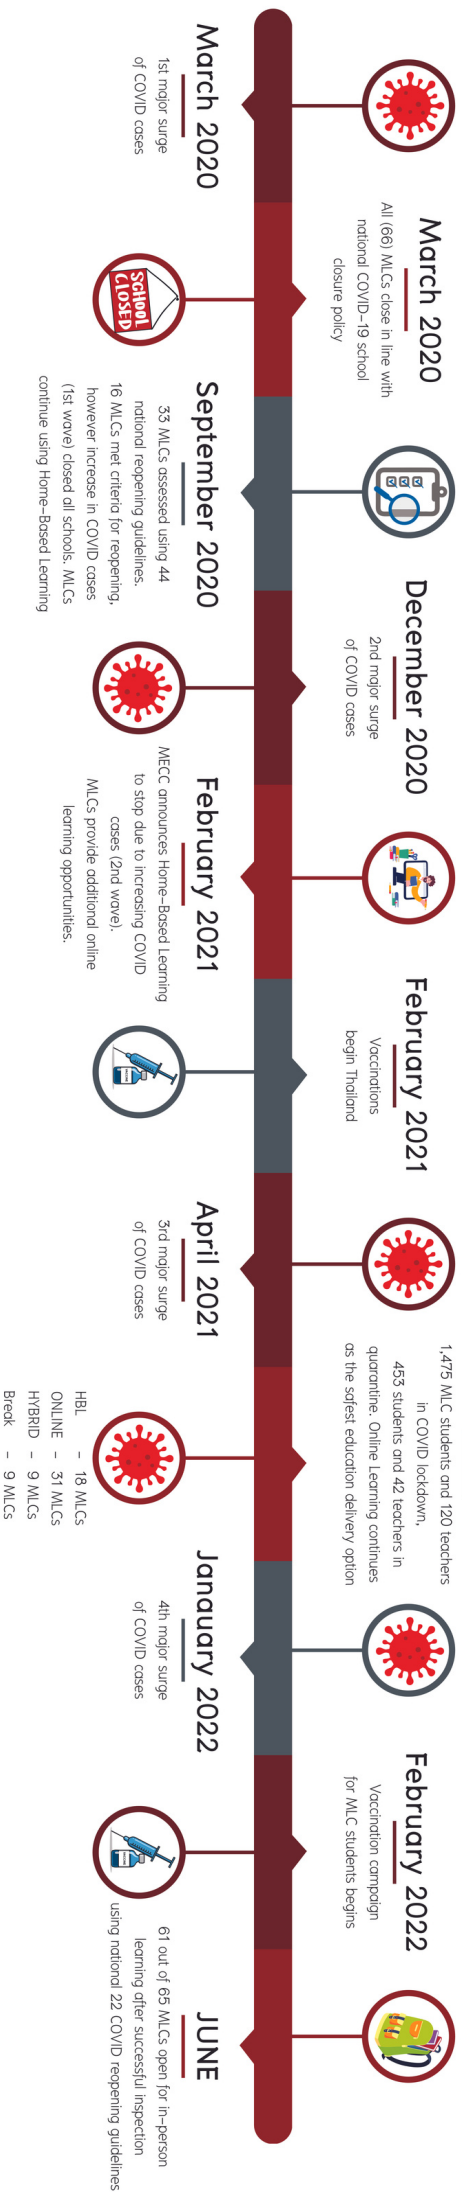 March 2020
1st major surge
of COVID cases
March 2020
All (66) MLCs close in line with
national COVID-19 school
closure policy
SCHOOL
CLOSED
September 2020
33 MLCs assessed using 44
national reopening guidelines.
16 MLCs met criteria for reopening,
however increase in COVID cases
(1st wave) closed all schools. MLCs
continue using Home-Based Learning
December 2020
2nd major surge
of COVID cases
February 2021
MECC announces Home-Based Learning
to stop due to increasing COVID
cases (2nd wave).
MLCs provide additional online
learning opportunities.
February 2021
Vaccinations
begin Thailand
April 2021
3rd major surge
of COVID cases
1,475 MLC students and 120 teachers
in COVID lockdown,
453 students and 42 teachers in
quarantine. Online Learning continues
as the safest education delivery option
HBL - 18 MLCs
ONLINE - 31 MLCs
HYBRID - 9 MLCs
Break - 9 MLCs
Janauary 2022
4th major surge
of COVID cases
February 2022
Vaccination campaign
for MLC students begins
JUNE
61 out of 65 MLCs open for in-person
learning after successful inspection
using national 22 COVID reopening guidelines